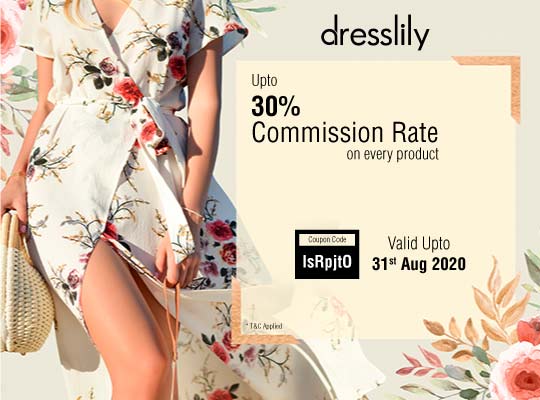 dresslily
Upto
30%
Commission Rate
on every product
Coupon Code
IsRpjtO
Valid Upto
31st Aug 2020
* T&C Applied